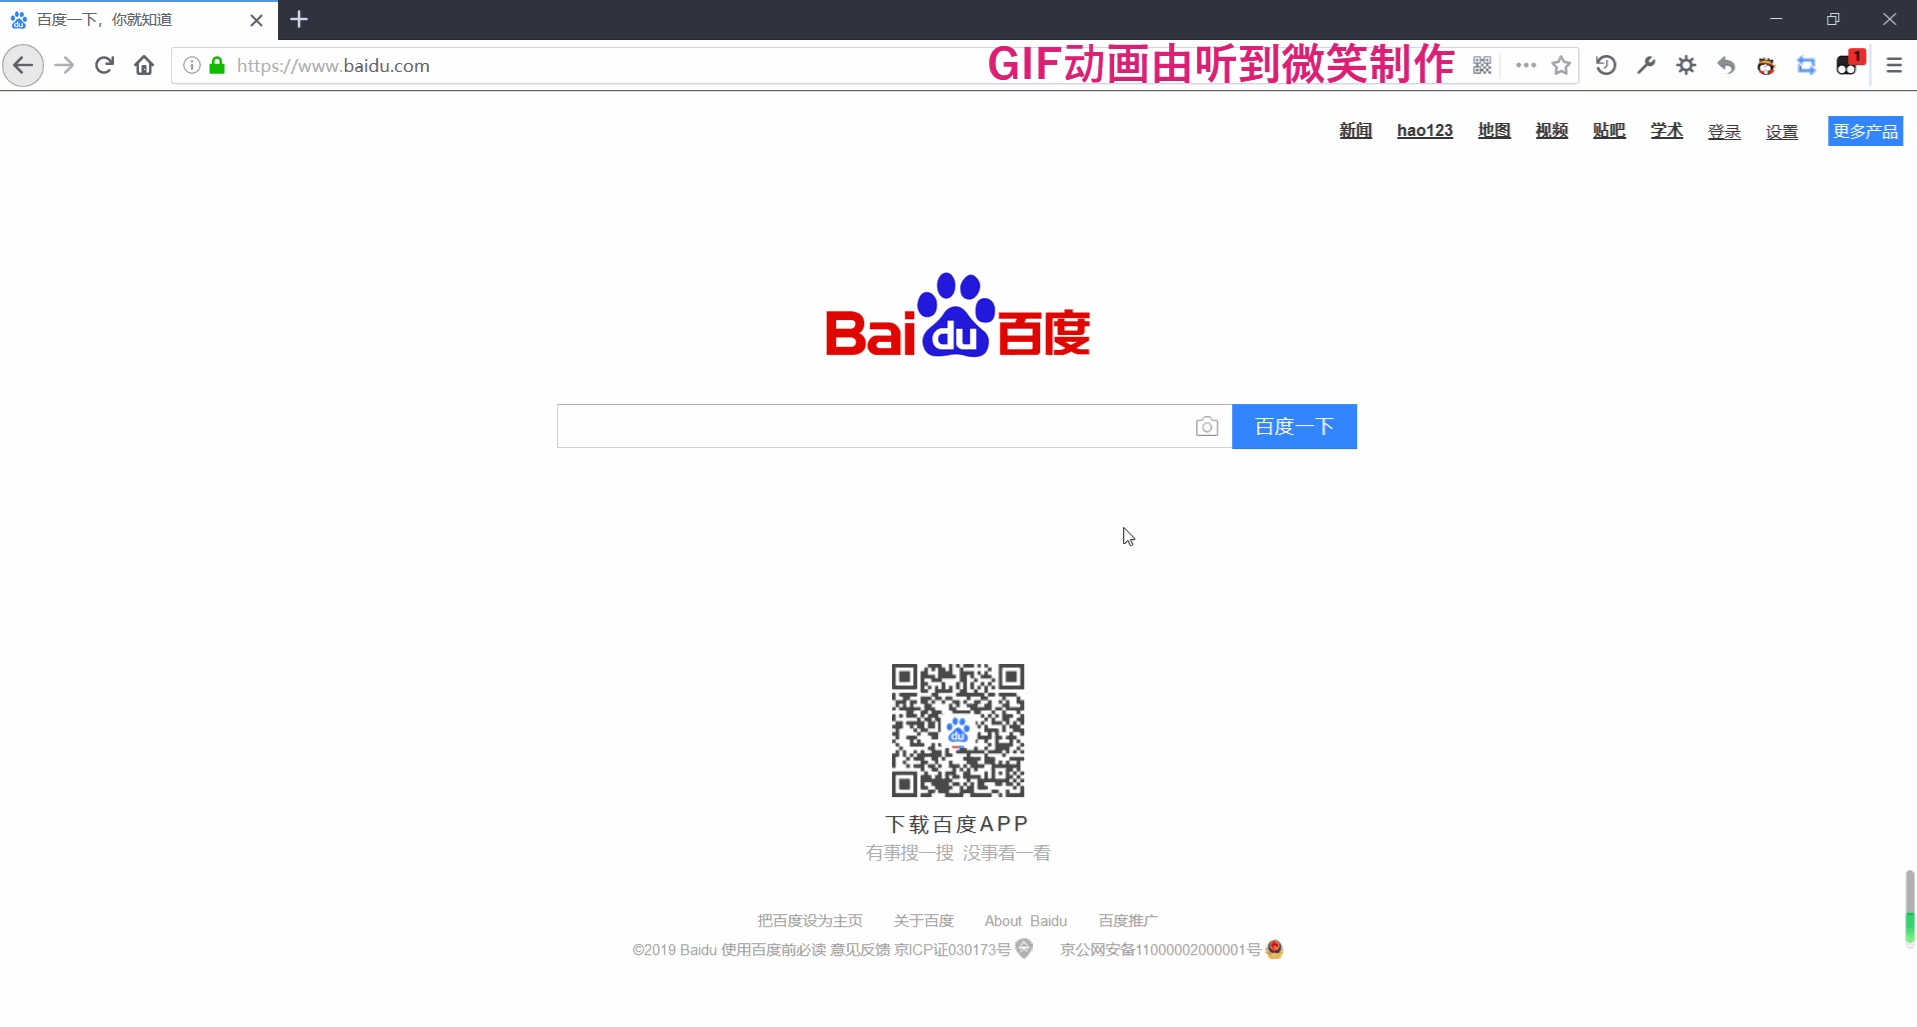 百度一下，你就知道
https://www.baidu.com
GIF动画由听到微笑制作
1
新闻 hao123 地图 视频 贴吧 学术 登录 设置 更多产品
Bai du 百度
百度一下
du
下载百度APP
有事搜一搜 没事看一看
把百度设为主页 关于百度 About Baidu 百度推广
©2019 Baidu 使用百度前必读 意见反馈 京ICP证030173号 京公网安备11000002000001号